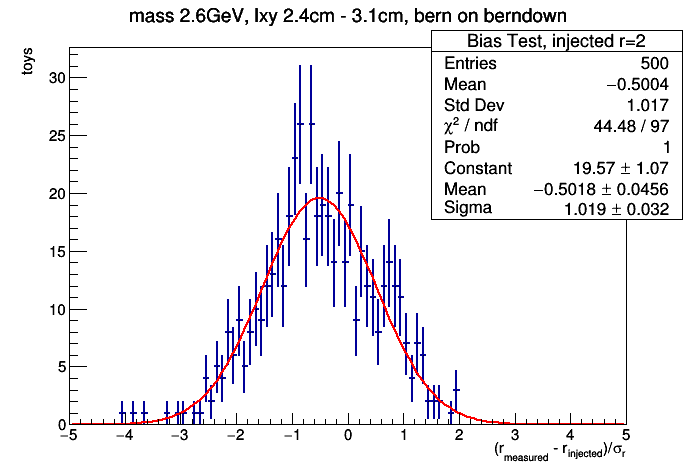 mass 2.6GeV, lxy 2.4cm - 3.1cm, bern on berndown
toys
Bias Test, injected r=2
Entries 500
Mean −0.5004
Std Dev 1.017
χ² / ndf 44.48 / 97
Prob 1
Constant 19.57 ± 1.07
Mean −0.5018 ± 0.0456
Sigma 1.019 ± 0.032
30
25
20
15
10
5
0
−5 −4 −3 −2 −1 0 1 2 3 4 5
(r_measured - r_injected)/σ_r